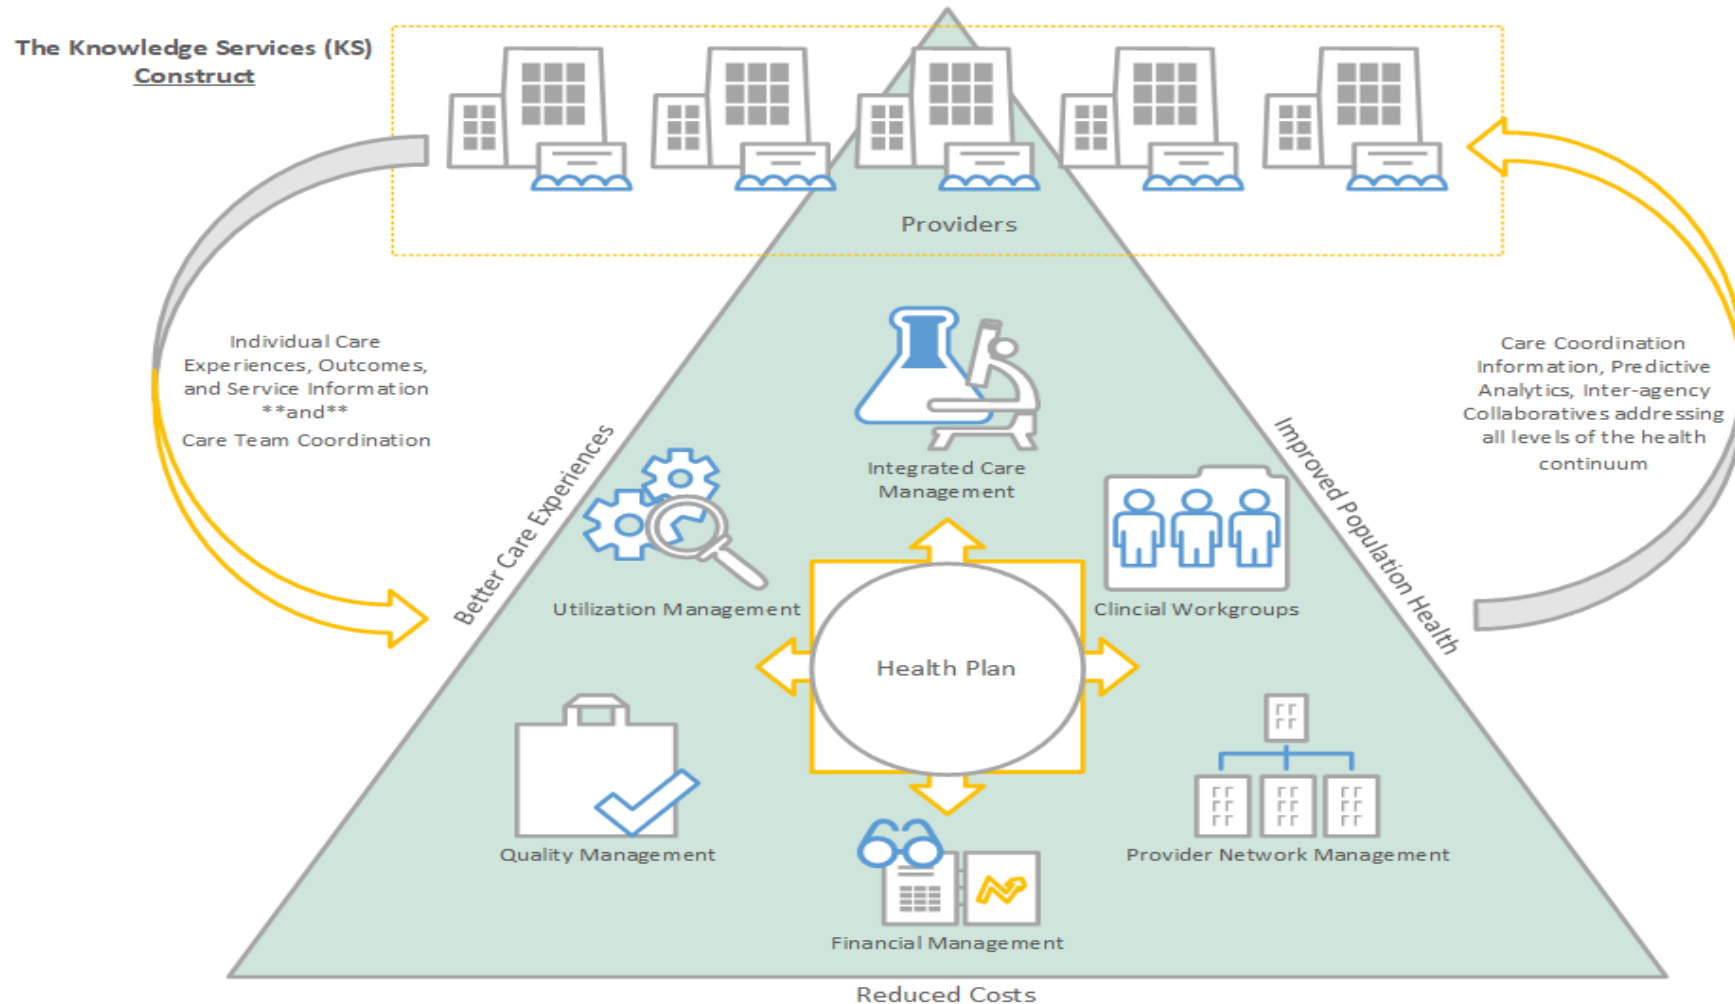 The Knowledge Services (KS)
Construct
Providers
Individual Care
Experiences, Outcomes,
and Service Information
**and**
Care Team Coordination
Care Coordination
Information, Predictive
Analytics, Inter-agency
Collaboratives addressing
all levels of the health
continuum
Better Care Experiences
Improved Population Health
Integrated Care
Management
Utilization Management
Clincial Workgroups
Health Plan
Quality Management
Provider Network Management
Financial Management
Reduced Costs